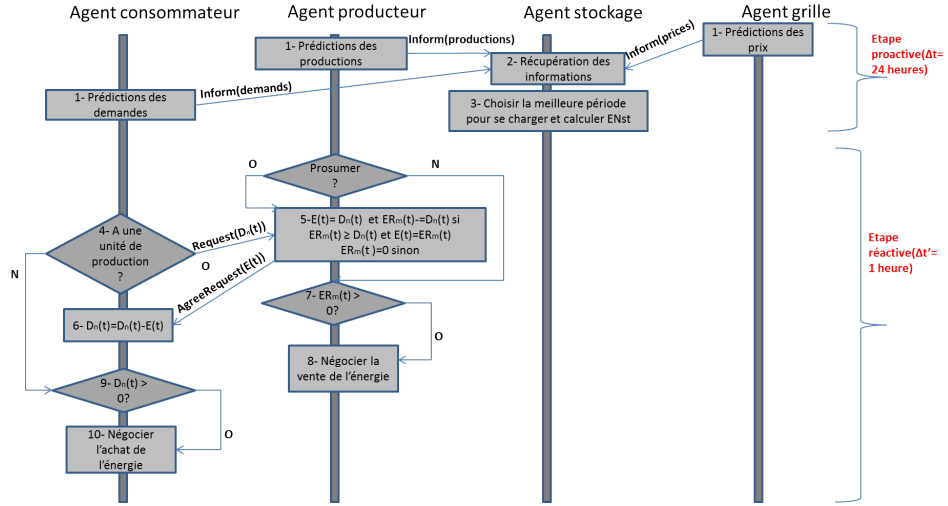 Agent consommateur
Agent producteur
Agent stockage
Agent grille
1- Prédictions des
productions
Inform(productions)
2- Récupération des
informations
Inform(prices)
1- Prédictions des
prix
Etape
proactive(Δt=
24 heures)
1- Prédictions des
demandes
Inform(demands)
3- Choisir la meilleure période
pour se charger et calculer ENst
O
Prosumer
?
N
4- A une
unité de
production
?
N
O
Request(Dₙ(t))
5-E(t)= Dₙ(t) et ERₘ(t)-=Dₙ(t) si
ERₘ(t) ≥ Dₙ(t) et E(t)=ERₘ(t)
ERₘ(t )=0 sinon
Etape
réactive(Δt'=
1 heure)
AgreeRequest(E(t))
6- Dₙ(t)=Dₙ(t)-E(t)
7- ERₘ(t) >
0?
O
8- Négocier la
vente de l'énergie
9- Dₙ(t) >
0?
O
10- Négocier
l'achat de
l'énergie